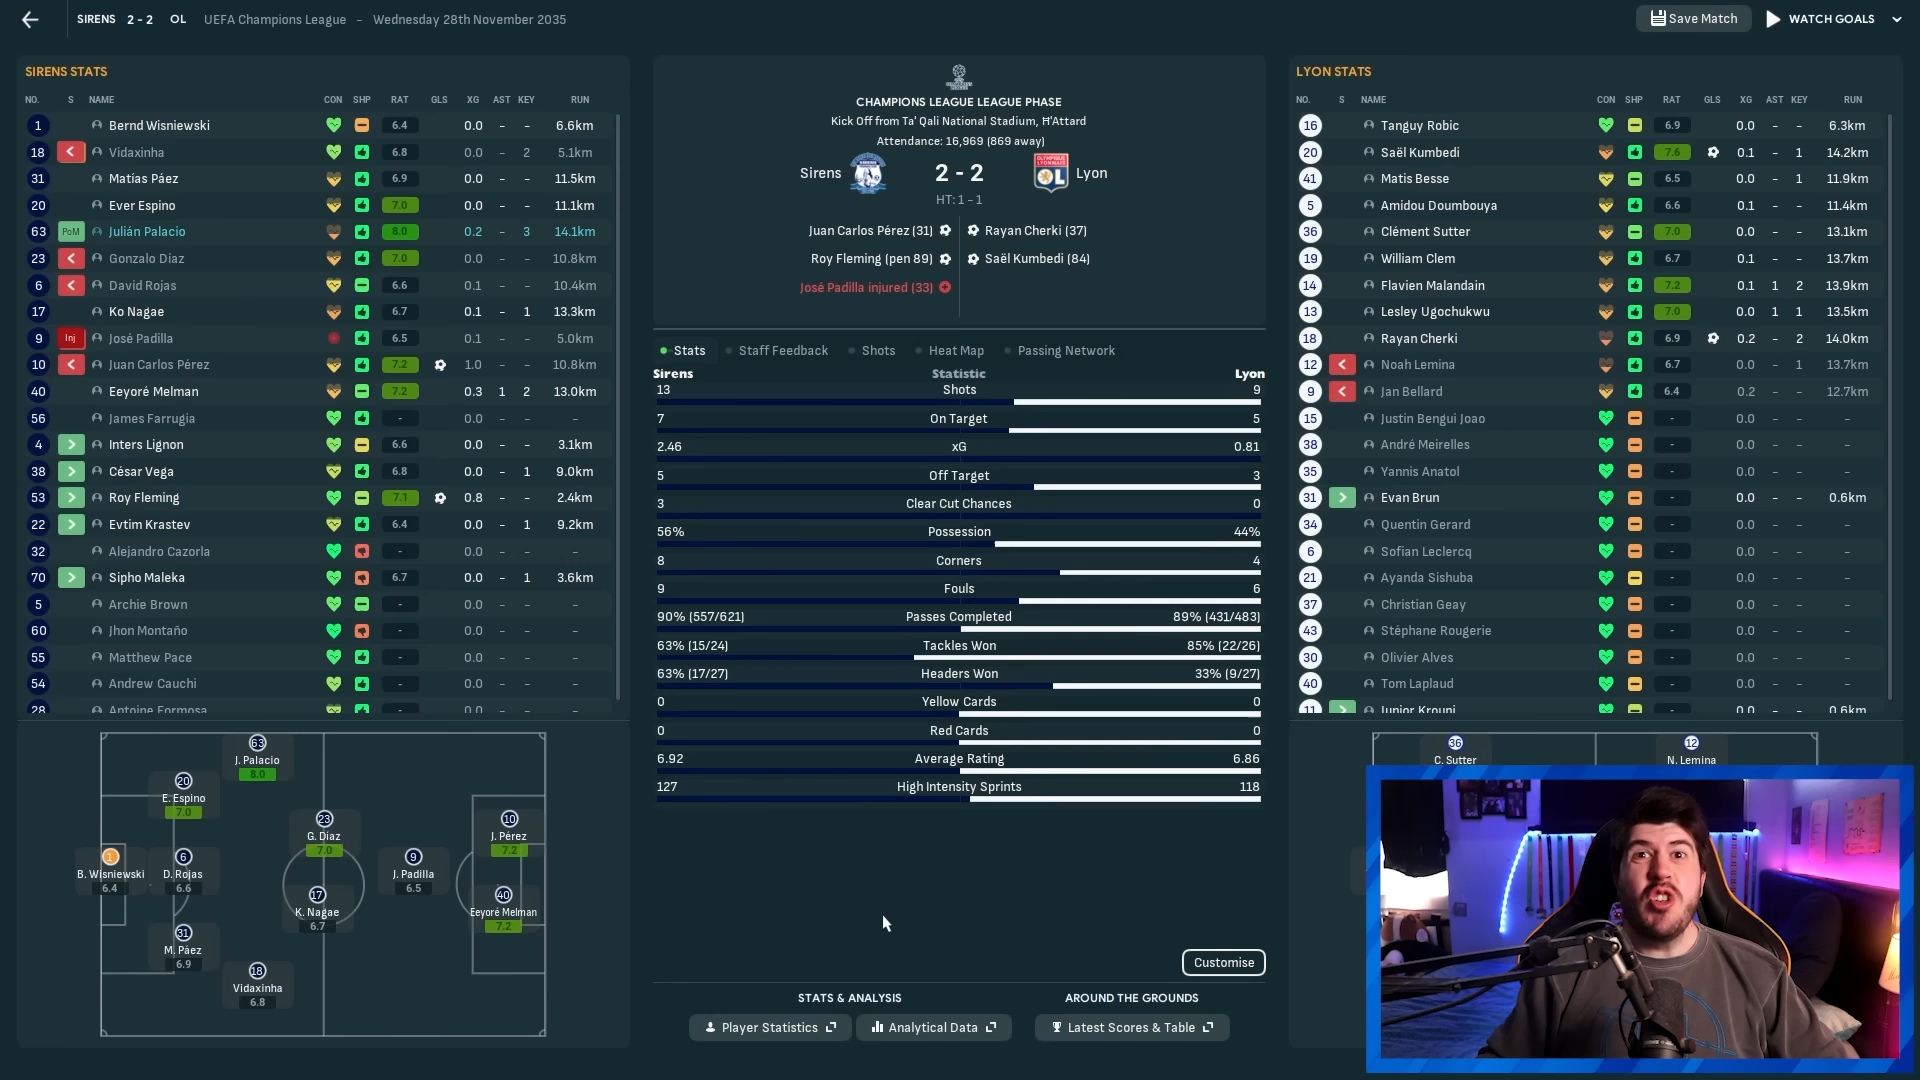 SIRENS 2 - 2 OL UEFA Champions League - Wednesday 28th November 2035
Save Match WATCH GOALS
SIRENS STATS
NO. S NAME CON SHP RAT GLS XG AST KEY RUN
1 Bernd Wisniewski 6.4 0.0 - - 6.6km
18 Vidaxinha 6.8 0.0 - 2 5.1km
31 Matías Páez 6.9 0.0 - - 11.5km
20 Ever Espino 7.0 0.0 - - 11.1km
63 PoM Julián Palacio 8.0 0.2 - 3 14.1km
23 Gonzalo Díaz 7.0 0.0 - - 10.8km
6 David Rojas 6.6 0.1 - - 10.4km
17 Ko Nagae 6.7 0.1 - 1 13.3km
9 Inj José Padilla 6.5 0.1 - - 5.0km
10 Juan Carlos Pérez 7.2 1.0 - - 10.8km
40 Eeyoré Melman 7.2 0.3 1 2 13.0km
56 James Farrugia - 0.0 - - -
4 Inters Lignon 6.6 0.0 - - 3.1km
38 César Vega 6.8 0.0 - 1 9.0km
53 Roy Fleming 7.1 0.8 - - 2.4km
22 Evtim Krastev 6.4 0.0 - 1 9.2km
32 Alejandro Cazorla - 0.0 - - -
70 Sipho Maleka 6.7 0.0 - 1 3.6km
5 Archie Brown - 0.0 - - -
60 Jhon Montaño - 0.0 - - -
55 Matthew Pace - 0.0 - - -
54 Andrew Cauchi - 0.0 - - -
28 Antoine Formosa - 0.0 - - -
63
J. Palacio
8.0
20
E. Espino
7.0
23
G. Díaz
7.0
10
J. Pérez
7.2
1
B. Wisniewski
6.4
6
D. Rojas
6.6
9
J. Padilla
6.5
17
K. Nagae
6.7
40
Eeyoré Melman
7.2
31
M. Páez
6.9
18
Vidaxinha
6.8
CHAMPIONS LEAGUE LEAGUE PHASE
Kick Off from Ta' Qali National Stadium, Ħ'Attard
Attendance: 16,969 (869 away)
Sirens 2 - 2 Lyon
OLYMPIQUE LYONNAIS
OL
HT: 1 - 1
Juan Carlos Pérez (31) Rayan Cherki (37)
Roy Fleming (pen 89) Saël Kumbedi (84)
José Padilla injured (33)
Stats Staff Feedback Shots Heat Map Passing Network
Sirens Statistic Lyon
13 Shots 9
7 On Target 5
2.46 xG 0.81
5 Off Target 3
3 Clear Cut Chances 0
56% Possession 44%
8 Corners 4
9 Fouls 6
90% (557/621) Passes Completed 89% (431/483)
63% (15/24) Tackles Won 85% (22/26)
63% (17/27) Headers Won 33% (9/27)
0 Yellow Cards 0
0 Red Cards 0
6.92 Average Rating 6.86
127 High Intensity Sprints 118
Customise
STATS & ANALYSIS AROUND THE GROUNDS
Player Statistics Analytical Data Latest Scores & Table
LYON STATS
NO. S NAME CON SHP RAT GLS XG AST KEY RUN
16 Tanguy Robic 6.9 0.0 - - 6.3km
20 Saël Kumbedi 7.6 0.1 - 1 14.2km
41 Matis Besse 6.5 0.0 - 1 11.9km
5 Amidou Doumbouya 6.6 0.1 - - 11.4km
36 Clément Sutter 7.0 0.0 - - 13.1km
19 William Clem 6.7 0.1 - - 13.7km
14 Flavien Malandain 7.2 0.1 1 2 13.9km
13 Lesley Ugochukwu 7.0 0.0 1 1 13.5km
18 Rayan Cherki 6.9 0.2 - 2 14.0km
12 Noah Lemina 6.7 0.0 - 1 13.7km
9 Jan Bellard 6.4 0.2 - - 12.7km
15 Justin Bengui Joao - 0.0 - - -
38 André Meirelles - 0.0 - - -
35 Yannis Anatol - 0.0 - - -
31 Evan Brun - 0.0 - - 0.6km
34 Quentin Gerard - 0.0 - - -
6 Sofian Leclercq - 0.0 - - -
21 Ayanda Sishuba - 0.0 - - -
37 Christian Geay - 0.0 - - -
43 Stéphane Rougerie - 0.0 - - -
30 Olivier Alves - 0.0 - - -
40 Tom Laplaud - 0.0 - - -
11 Junior Kroupi - 0.0 - - 0.6km
36
C. Sutter
12
N. Lemina